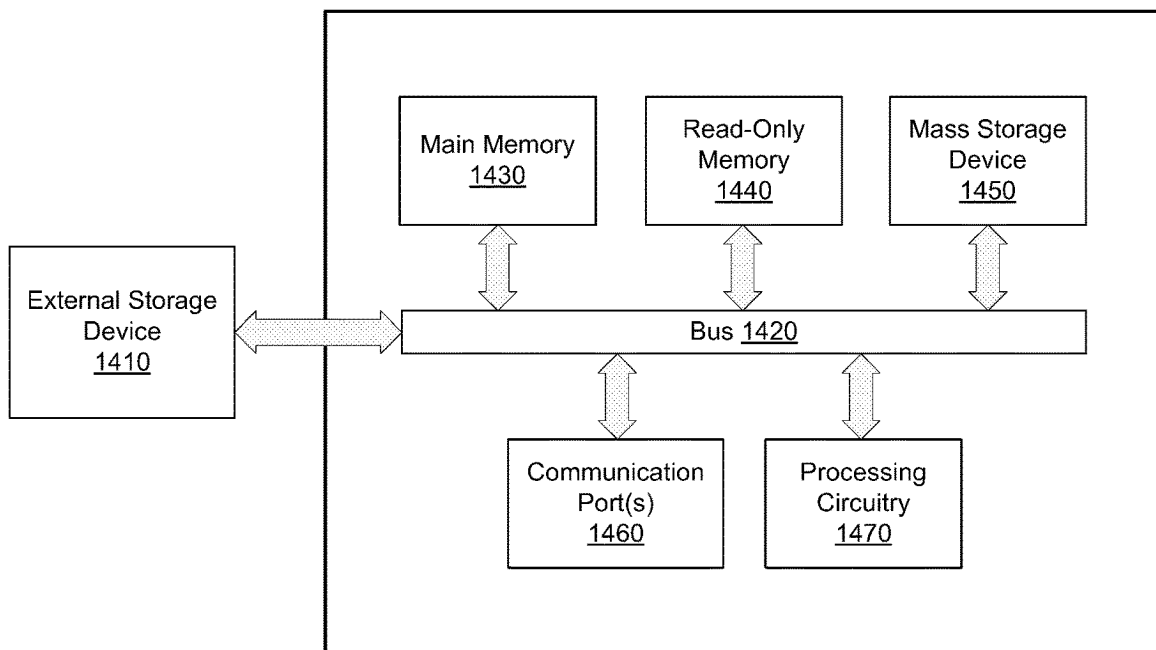 Main Memory
1430
Read-Only
Memory
1440
Mass Storage
Device
1450
External Storage
Device
1410
Bus 1420
Communication
Port(s)
1460
Processing
Circuitry
1470